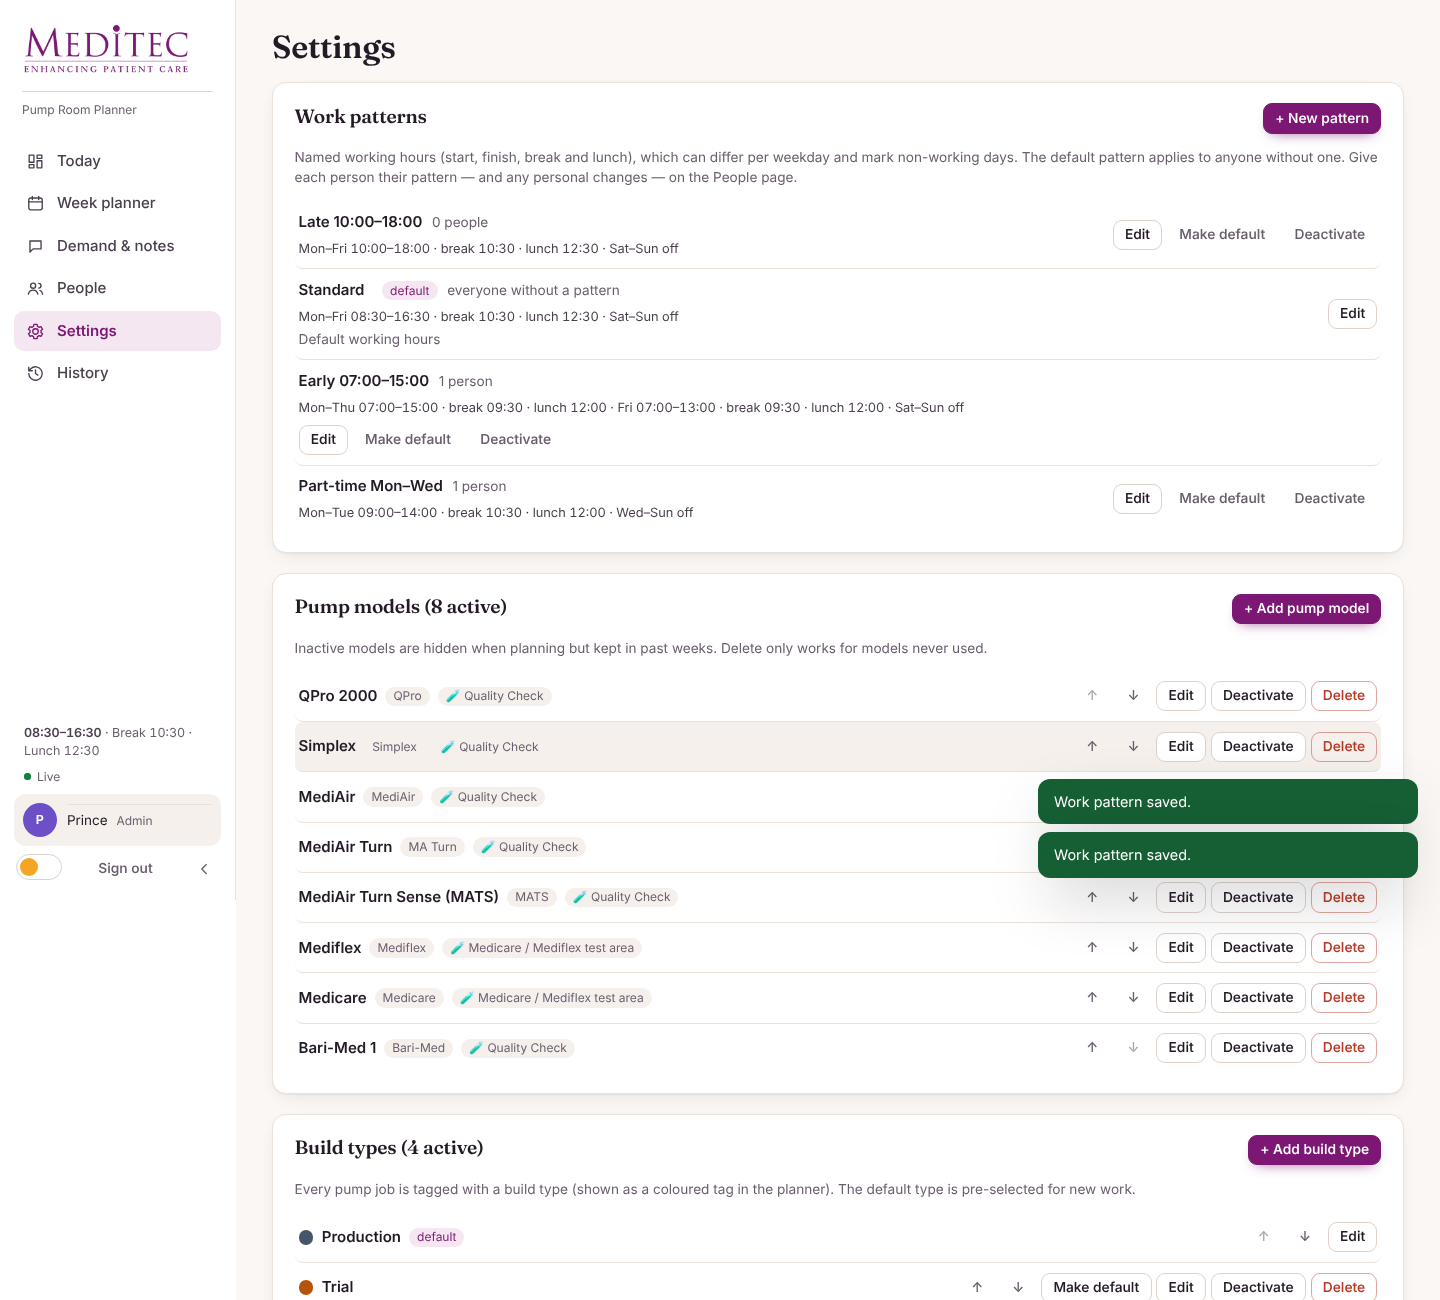 MEDITEC
ENHANCING PATIENT CARE
Pump Room Planner
Today
Week planner
Demand & notes
People
Settings
History
08:30–16:30 · Break 10:30 ·
Lunch 12:30
Live
P
Prince Admin
Sign out
Settings
Work patterns
+ New pattern
Named working hours (start, finish, break and lunch), which can differ per weekday and mark non-working days. The default pattern applies to anyone without one. Give
each person their pattern — and any personal changes — on the People page.
Late 10:00–18:00 0 people
Mon–Fri 10:00–18:00 · break 10:30 · lunch 12:30 · Sat–Sun off
Edit Make default Deactivate
Standard default everyone without a pattern
Mon–Fri 08:30–16:30 · break 10:30 · lunch 12:30 · Sat–Sun off
Default working hours
Edit
Early 07:00–15:00 1 person
Mon–Thu 07:00–15:00 · break 09:30 · lunch 12:00 · Fri 07:00–13:00 · break 09:30 · lunch 12:00 · Sat–Sun off
Edit Make default Deactivate
Part-time Mon–Wed 1 person
Mon–Tue 09:00–14:00 · break 10:30 · lunch 12:00 · Wed–Sun off
Edit Make default Deactivate
Pump models (8 active)
+ Add pump model
Inactive models are hidden when planning but kept in past weeks. Delete only works for models never used.
QPro 2000 QPro 🧪 Quality Check ↑ ↓ Edit Deactivate Delete
Simplex Simplex 🧪 Quality Check ↑ ↓ Edit Deactivate Delete
MediAir MediAir 🧪 Quality Check
Work pattern saved.
MediAir Turn MA Turn 🧪 Quality Check
Work pattern saved.
MediAir Turn Sense (MATS) MATS 🧪 Quality Check ↑ ↓ Edit Deactivate Delete
Mediflex Mediflex 🧪 Medicare / Mediflex test area ↑ ↓ Edit Deactivate Delete
Medicare Medicare 🧪 Medicare / Mediflex test area ↑ ↓ Edit Deactivate Delete
Bari-Med 1 Bari-Med 🧪 Quality Check ↑ ↓ Edit Deactivate Delete
Build types (4 active)
+ Add build type
Every pump job is tagged with a build type (shown as a coloured tag in the planner). The default type is pre-selected for new work.
Production default ↑ ↓ Edit
Trial ↑ ↓ Make default Edit Deactivate Delete